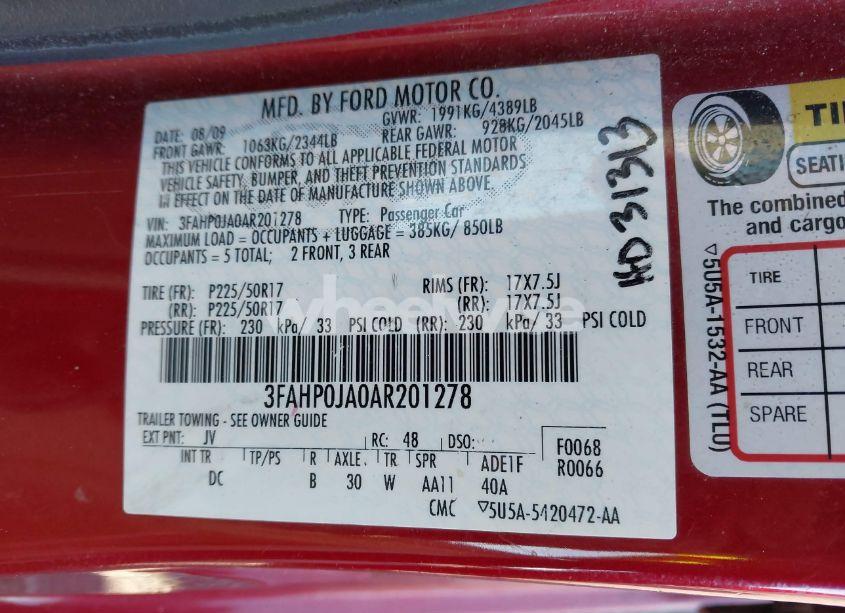 MFD. BY FORD MOTOR CO.
DATE: 08/09 GVWR: 1991KG/4389LB
FRONT GAWR: 1063KG/2344LB REAR GAWR: 928KG/2045LB
THIS VEHICLE CONFORMS TO ALL APPLICABLE FEDERAL MOTOR
VEHICLE SAFETY, BUMPER, AND THEFT PREVENTION STANDARDS
IN EFFECT ON THE DATE OF MANUFACTURE SHOWN ABOVE.
VIN: 3FAHP0JA0AR201278 TYPE: Passenger Car
MAXIMUM LOAD = OCCUPANTS + LUGGAGE = 385KG/ 850LB
OCCUPANTS = 5 TOTAL; 2 FRONT, 3 REAR
TIRE (FR): P225/50R17 RIMS (FR): 17X7.5J
(RR): P225/50R17 (RR): 17X7.5J
PRESSURE (FR): 230 kPa/ 33 PSI COLD (RR): 230 kPa/ 33 PSI COLD
3FAHP0JA0AR201278
TRAILER TOWING - SEE OWNER GUIDE
EXT PNT: JV RC: 48 DSO: F0068
INT TR TP/PS R AXLE TR SPR ADE1F R0066
DC B 30 W AA11 40A
CMC ▽5U5A-5420472-AA
HD31313
TI
SEATI
The combined
and cargo
TIRE
FRONT
REAR
SPARE
▽5U5A-1532-AA (TLU)